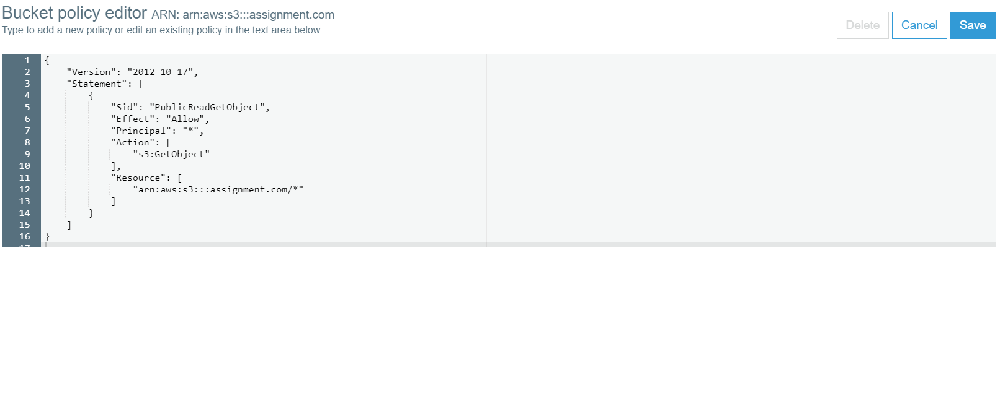 Bucket policy editor ARN: arn:aws:s3:::assignment.com
Type to add a new policy or edit an existing policy in the text area below.
Delete Cancel Save
1 {
2 "Version": "2012-10-17",
3 "Statement": [
4 {
5 "Sid": "PublicReadGetObject",
6 "Effect": "Allow",
7 "Principal": "*",
8 "Action": [
9 "s3:GetObject"
10 ],
11 "Resource": [
12 "arn:aws:s3:::assignment.com/*"
13 ]
14 }
15 ]
16 }
17